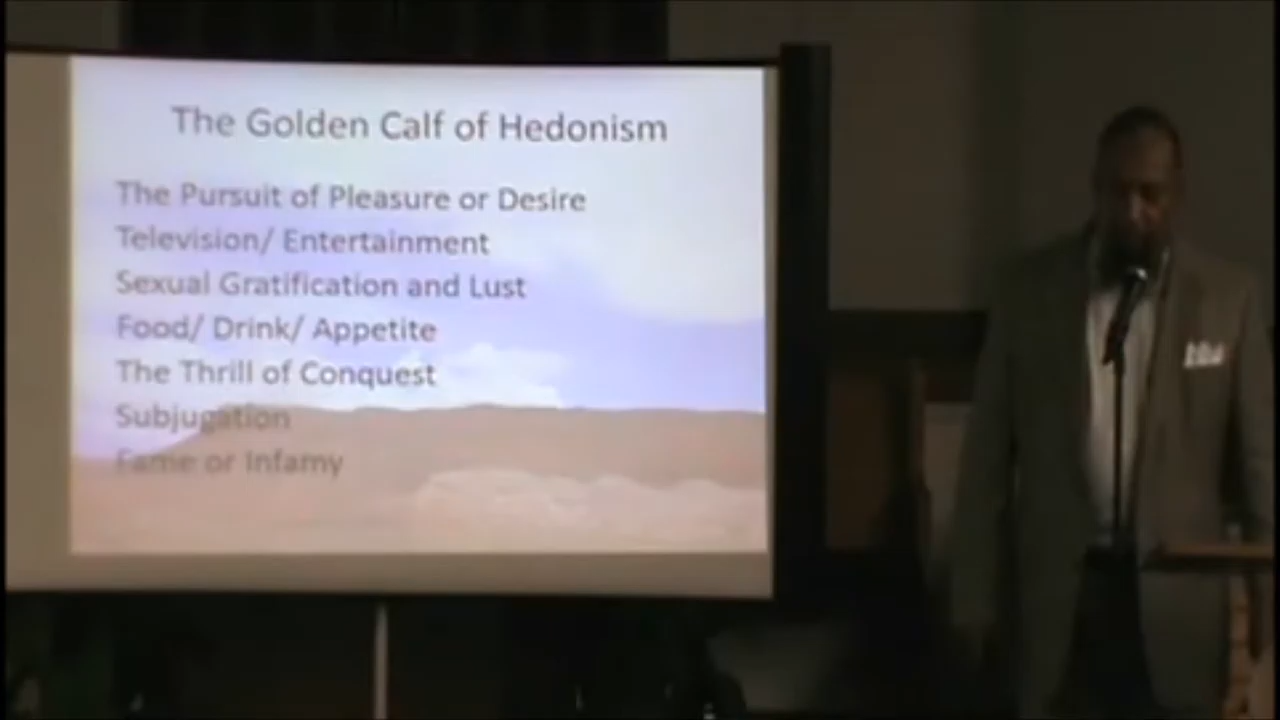 The Golden Calf of Hedonism
The Pursuit of Pleasure or Desire
Television/ Entertainment
Sexual Gratification and Lust
Food/ Drink/ Appetite
The Thrill of Conquest
Subjugation
Fame or Infamy